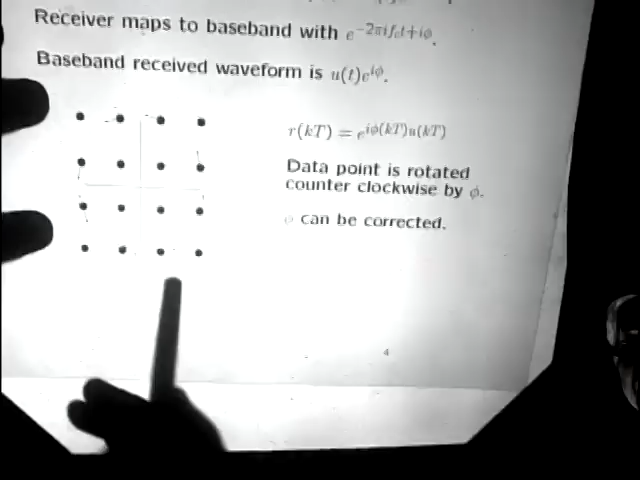 Receiver maps to baseband with e^{-2πif_ct+iφ}.
Baseband received waveform is u(t)e^{iφ}.
r(kT) = e^{iφ(kT)}u(kT)
Data point is rotated
counter clockwise by φ.
φ can be corrected.
4